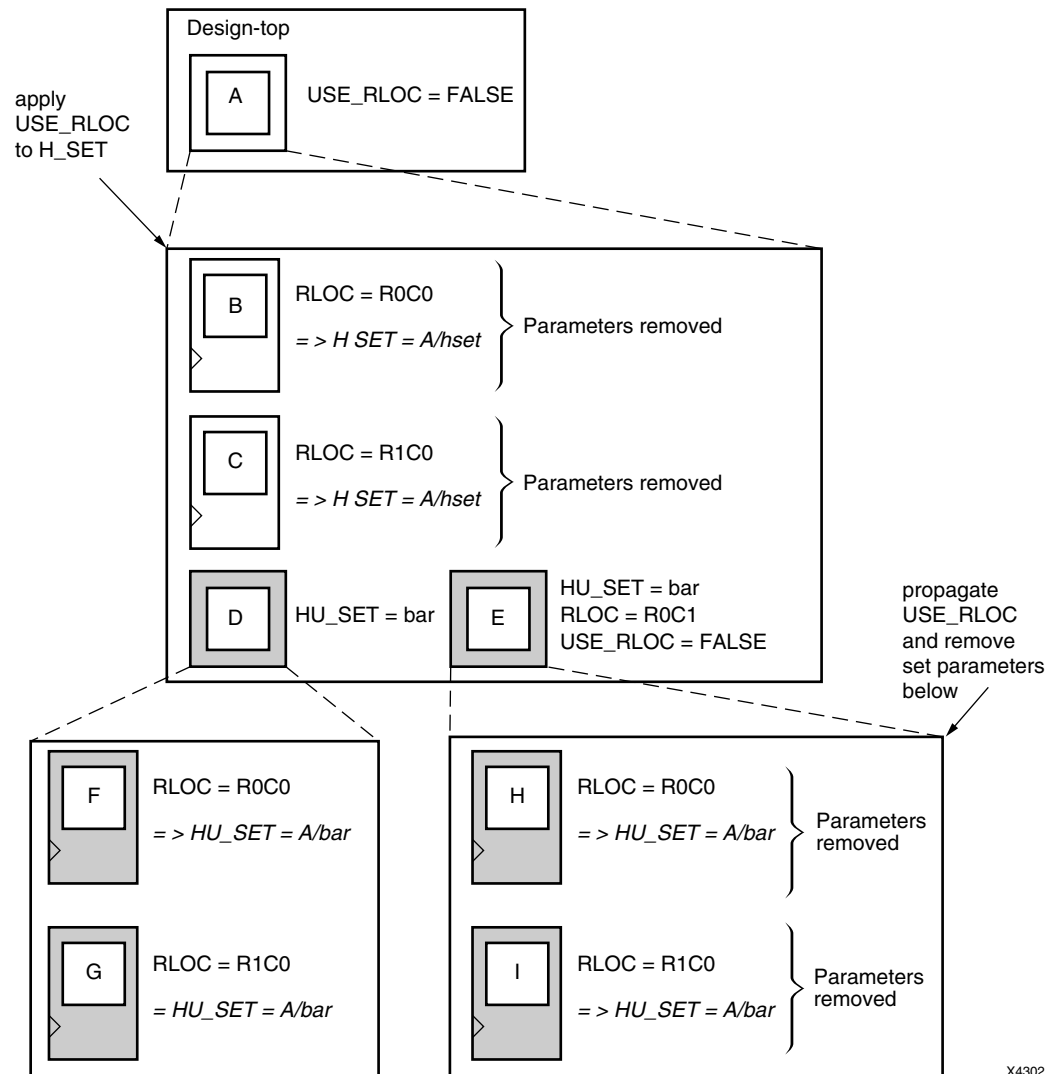 Design-top
A
USE_RLOC = FALSE
apply
USE_RLOC
to H_SET
B
RLOC = R0C0
= > H SET = A/hset
Parameters removed
C
RLOC = R1C0
= > H SET = A/hset
Parameters removed
D
HU_SET = bar
E
HU_SET = bar
RLOC = R0C1
USE_RLOC = FALSE
propagate
USE_RLOC
and remove
set parameters
below
F
RLOC = R0C0
= > HU_SET = A/bar
G
RLOC = R1C0
= HU_SET = A/bar
H
RLOC = R0C0
= > HU_SET = A/bar
Parameters
removed
I
RLOC = R1C0
= > HU_SET = A/bar
Parameters
removed
X4302